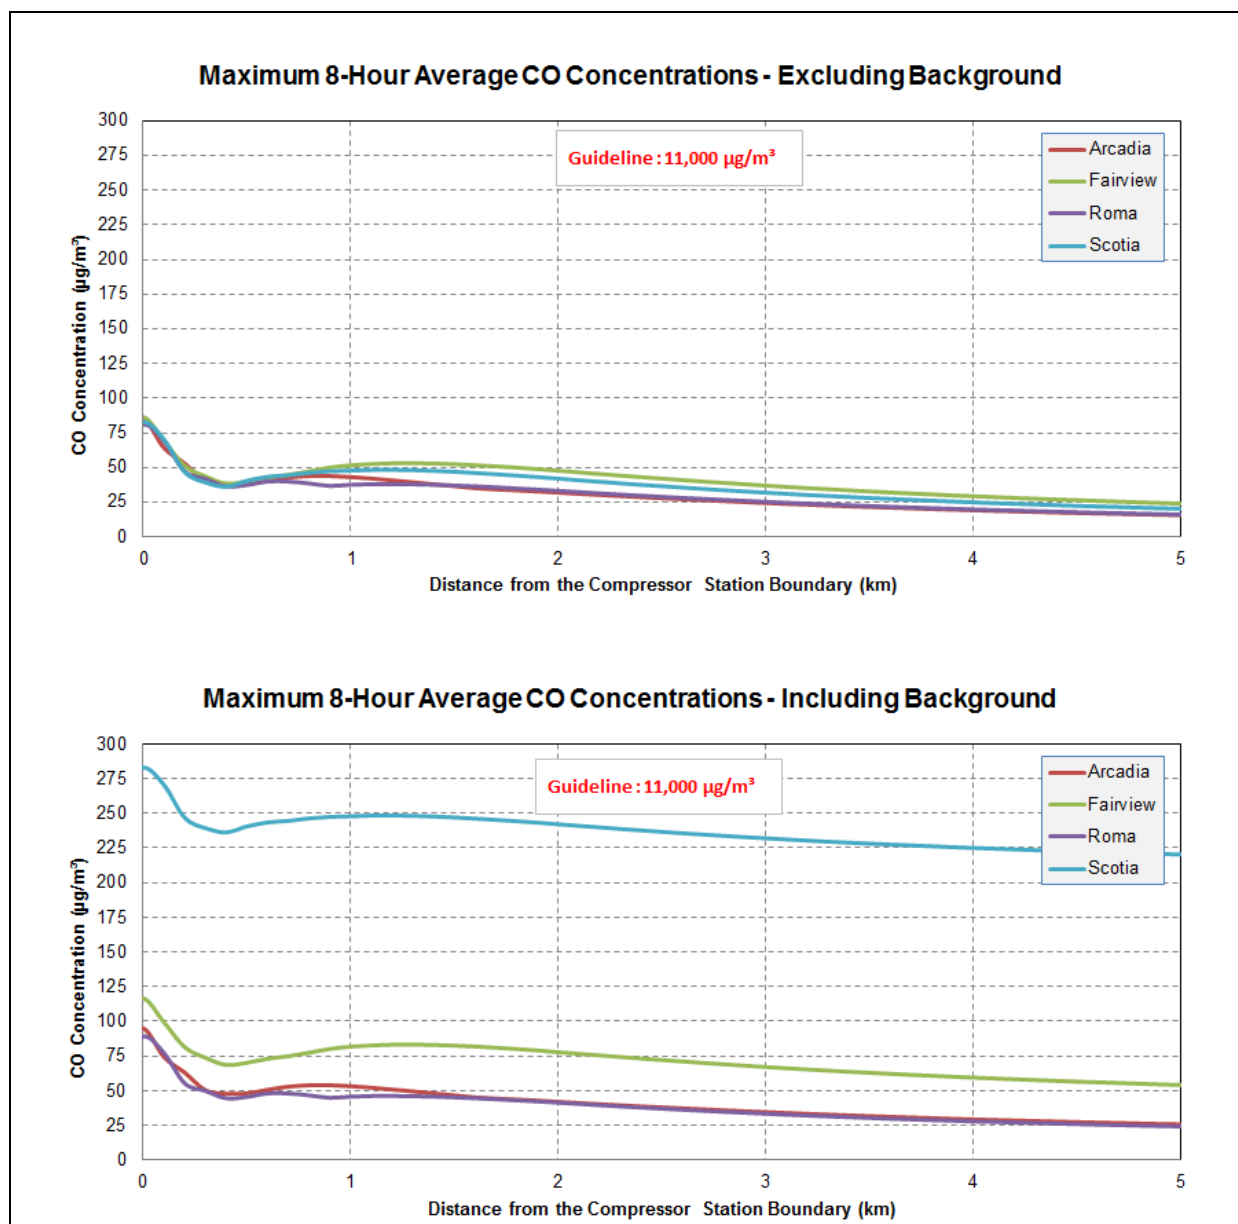 Maximum 8-Hour Average CO Concentrations - Excluding Background
300
275
250
225
200
175
150
125
100
75
50
25
0
CO Concentration (µg/m³)
Guideline : 11,000 µg/m³
Arcadia
Fairview
Roma
Scotia
0 1 2 3 4 5
Distance from the Compressor Station Boundary (km)
Maximum 8-Hour Average CO Concentrations - Including Background
300
275
250
225
200
175
150
125
100
75
50
25
0
CO Concentration (µg/m³)
Guideline : 11,000 µg/m³
Arcadia
Fairview
Roma
Scotia
0 1 2 3 4 5
Distance from the Compressor Station Boundary (km)